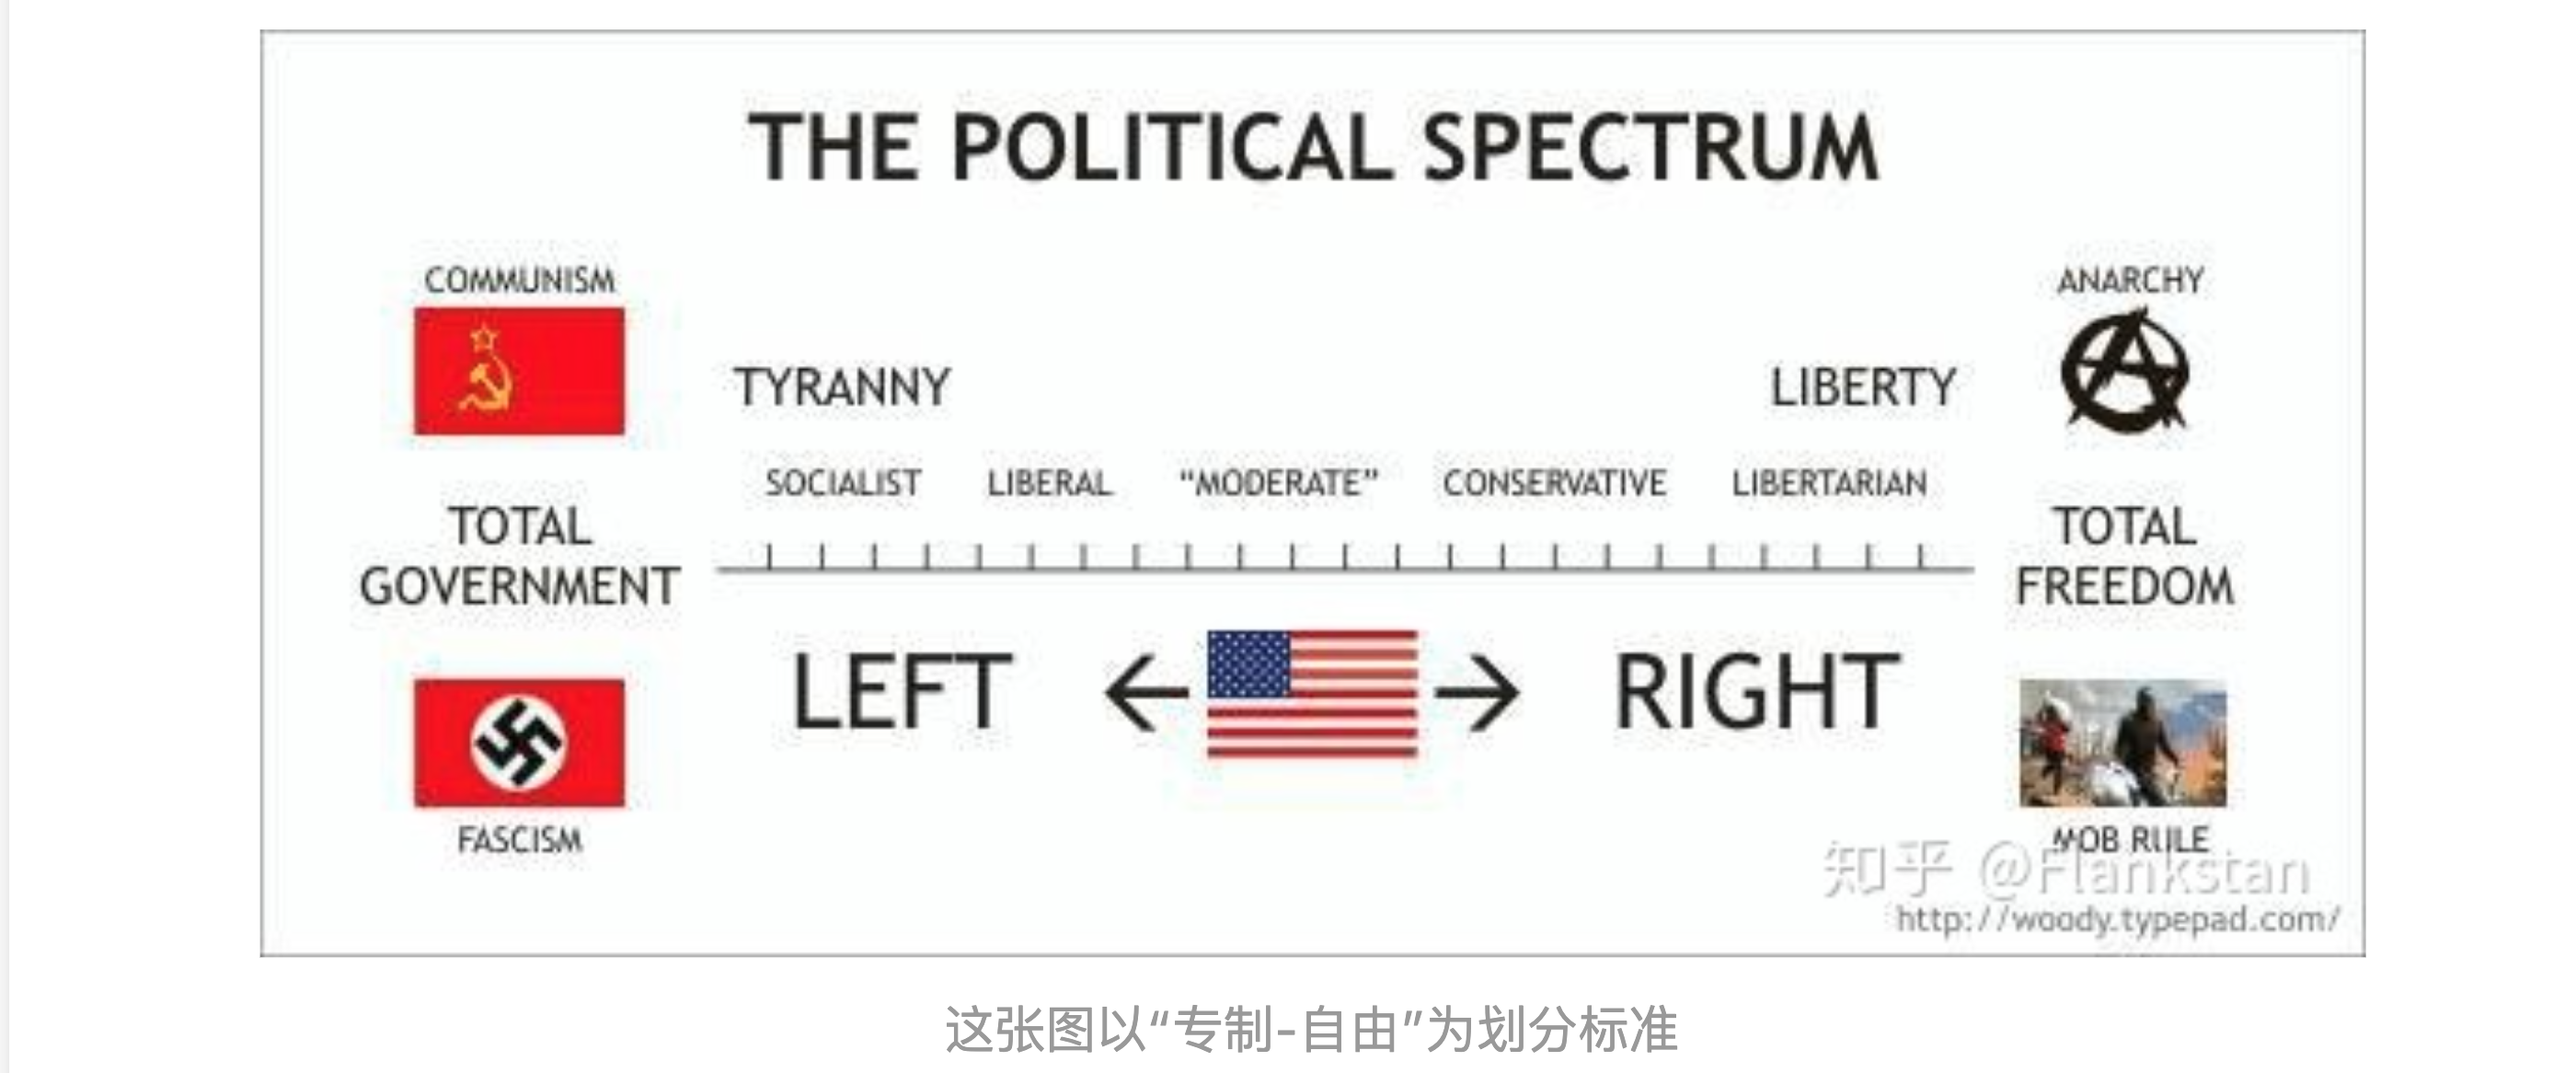 THE POLITICAL SPECTRUM
COMMUNISM
ANARCHY
TYRANNY
LIBERTY
SOCIALIST LIBERAL “MODERATE” CONSERVATIVE LIBERTARIAN
TOTAL
GOVERNMENT
TOTAL
FREEDOM
LEFT
RIGHT
FASCISM
MOB RULE
知乎 @Flankstan
http://woody.typepad.com/
这张图以“专制-自由”为划分标准